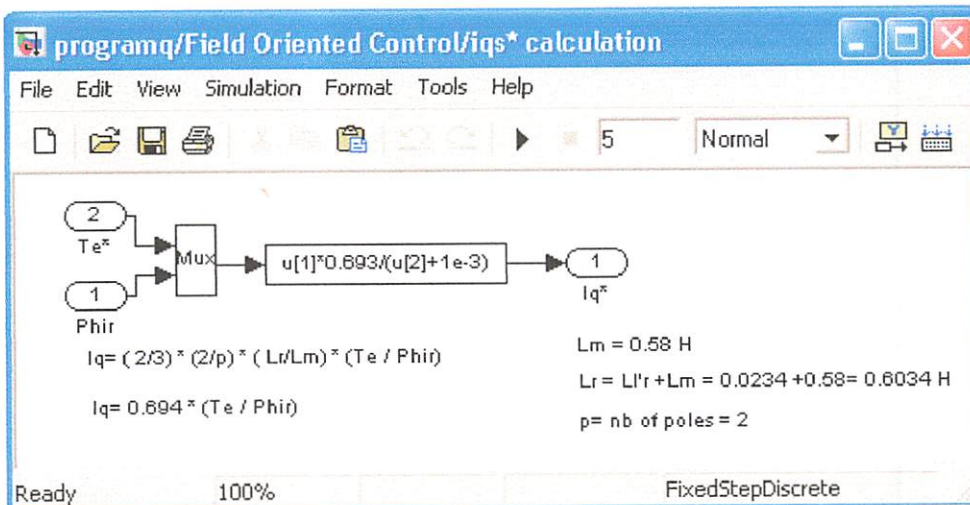 programq/Field Oriented Control/iqs* calculation
File Edit View Simulation Format Tools Help
5 Normal
2
Te*
Mux
u[1]*0.693/(u[2]+1e-3)
1
Iq*
1
Phir
Iq= ( 2/3) * (2/p) * ( Lr/Lm) * (Te / Phir)
Iq= 0.694 * (Te / Phir)
Lm = 0.58 H
Lr = Ll'r +Lm = 0.0234 +0.58= 0.6034 H
p= nb of poles = 2
Ready 100% FixedStepDiscrete